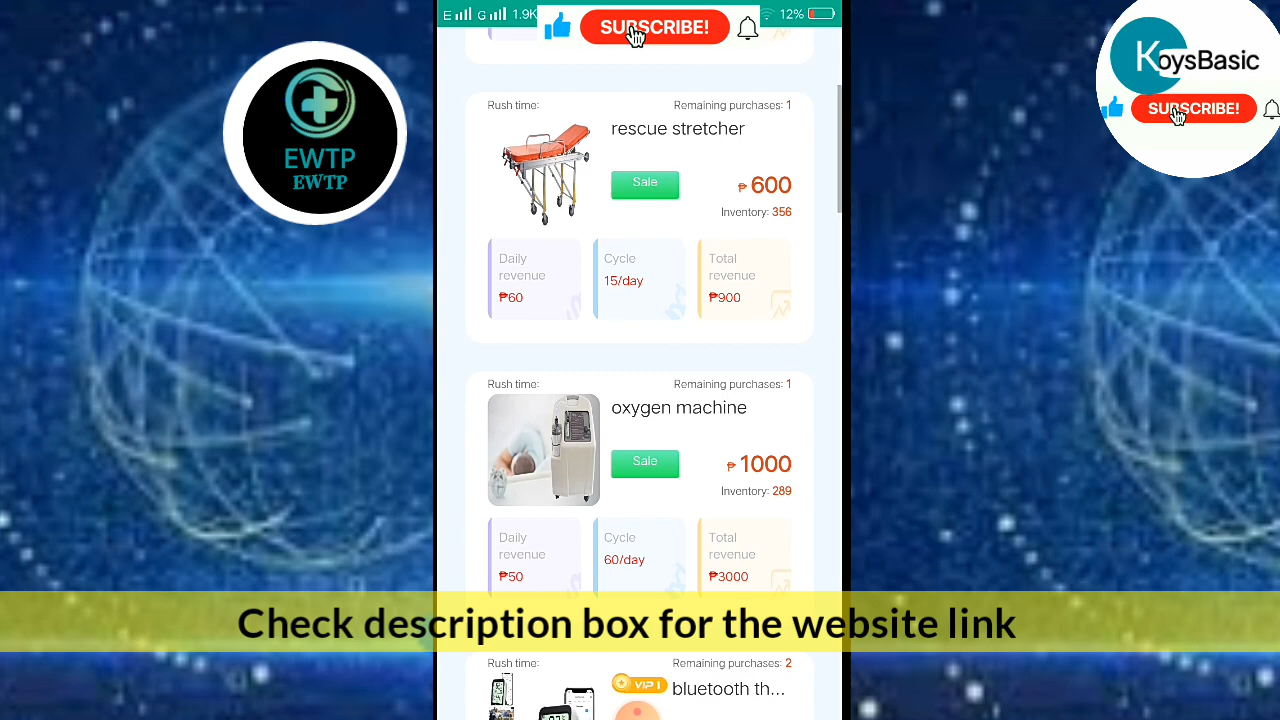 E G 1.9K
SUBSCRIBE!
12%
EWTP
EWTP
KoysBasic
SUBSCRIBE!
Rush time:
Remaining purchases: 1
rescue stretcher
Sale
₱ 600
Inventory: 356
Daily
revenue
₱60
Cycle
15/day
Total
revenue
₱900
Rush time:
Remaining purchases: 1
oxygen machine
Sale
₱ 1000
Inventory: 289
Daily
revenue
₱50
Cycle
60/day
Total
revenue
₱3000
Check description box for the website link
Rush time:
Remaining purchases: 2
VIP 1
bluetooth th...